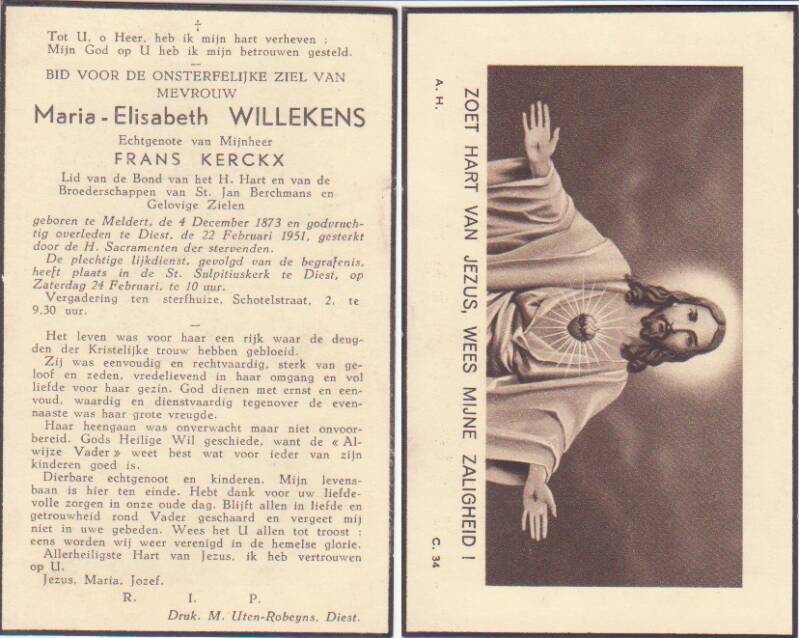 Tot U, o Heer, heb ik mijn hart verheven ;
Mijn God op U heb ik mijn betrouwen gesteld.
BID VOOR DE ONSTERFELIJKE ZIEL VAN
MEVROUW
Maria - Elisabeth WILLEKENS
Echtgenote van Mijnheer
FRANS KERCKX
Lid van de Bond van het H. Hart en van de
Broederschappen van St. Jan Berchmans en
Gelovige Zielen
geboren te Meldert, de 4 December 1873 en godvruch-
tig overleden te Diest, de 22 Februari 1951, gesterkt
door de H. Sacramenten der stervenden.
De plechtige lijkdienst, gevolgd van de begrafenis,
heeft plaats in de St. Sulpitiuskerk te Diest, op
Zaterdag 24 Februari, te 10 uur.
Vergadering ten sterfhuize, Schotelstraat, 2, te
9,30 uur.
Het leven was voor haar een rijk waar de deug-
den der Kristelijke trouw hebben gebloeid.
Zij was eenvoudig en rechtvaardig, sterk van ge-
loof en zeden, vredelievend in haar omgang en vol
liefde voor haar gezin. God dienen met ernst en een-
voud, waardig en dienstvaardig tegenover de even-
naaste was haar grote vreugde.
Haar heengaan was onverwacht maar niet onvoor-
bereid. Gods Heilige Wil geschiede, want de « Al-
wijze Vader » weet best wat voor ieder van zijn
kinderen goed is.
Dierbare echtgenoot en kinderen. Mijn levens-
baan is hier ten einde. Hebt dank voor uw liefde-
volle zorgen in onze oude dag. Blijft allen in liefde en
getrouwheid rond Vader geschaard en vergeet mij
niet in uwe gebeden. Wees het U allen tot troost :
eens worden wij weer verenigd in de hemelse glorie.
Allerheiligste Hart van Jezus, ik heb vertrouwen
op U.
Jezus, Maria, Jozef.
R. I. P.
Druk. M. Uten-Robeyns, Diest.
ZOET HART VAN JEZUS, WEES MIJNE ZALIGHEID !
A. H.
C. 34